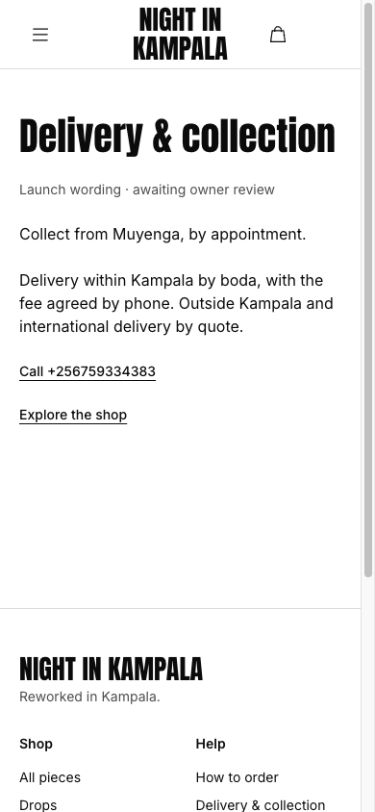 NIGHT IN
KAMPALA
Delivery & collection
Launch wording · awaiting owner review
Collect from Muyenga, by appointment.
Delivery within Kampala by boda, with the
fee agreed by phone. Outside Kampala and
international delivery by quote.
Call +256759334383
Explore the shop
NIGHT IN KAMPALA
Reworked in Kampala.
Shop
Help
All pieces
How to order
Drops
Delivery & collection